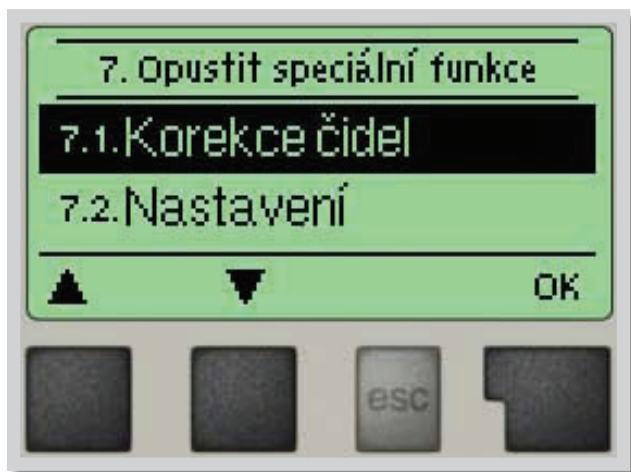 7. Opustit speciální funkce
7.1.Korekce čidel
7.2.Nastavení
OK
esc